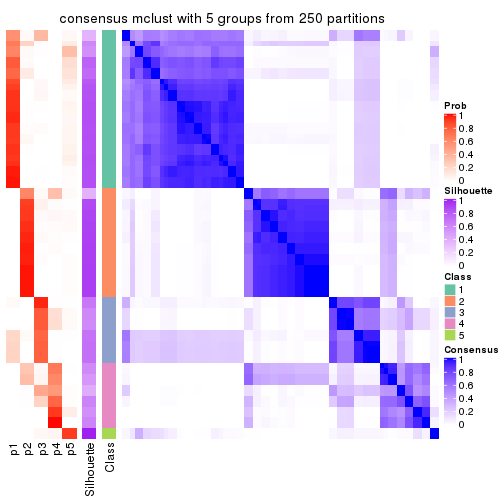 consensus mclust with 5 groups from 250 partitions
Prob
1
0.8
0.6
0.4
0.2
0
Silhouette
1
0.8
0.6
0.4
0.2
0
Class
1
2
3
4
5
Consensus
1
0.8
0.6
0.4
0.2
0
p1
p2
p3
p4
p5
Silhouette
Class